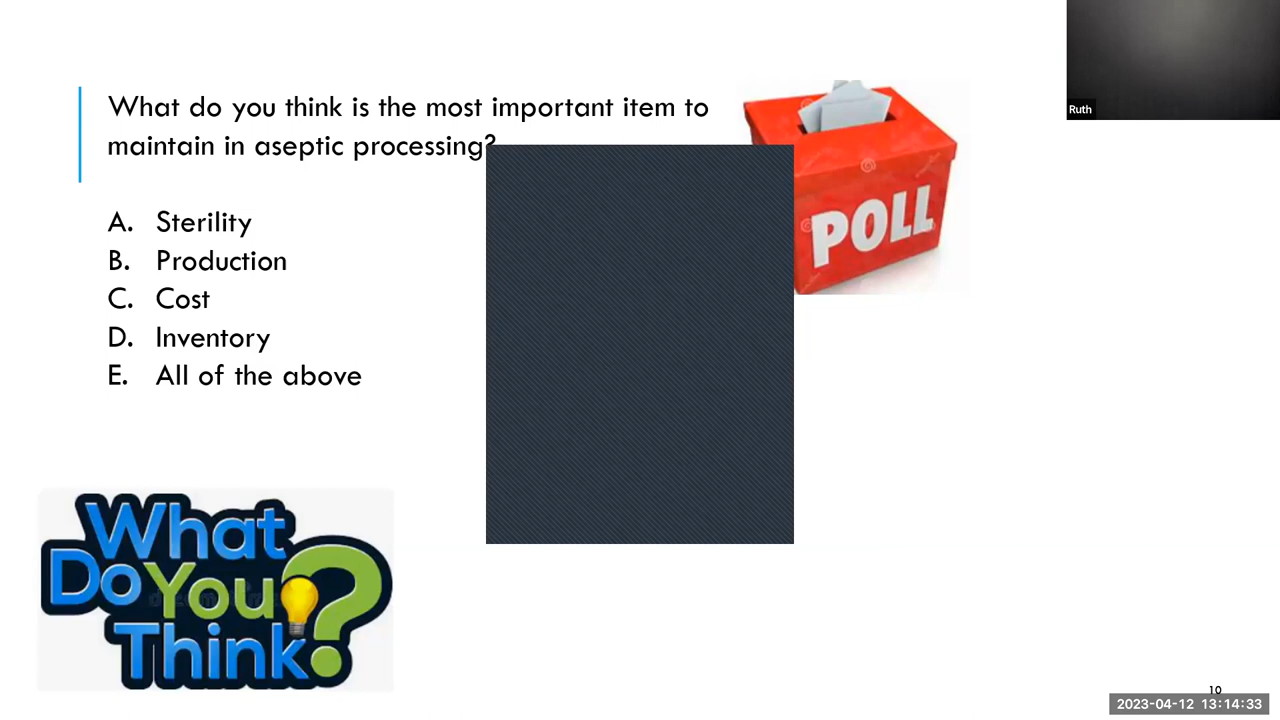 What do you think is the most important item to
maintain in aseptic processing?
A. Sterility
B. Production
C. Cost
D. Inventory
E. All of the above
POLL
Ruth
What
Do You
Think
?
10
2023-04-12 13:14:33